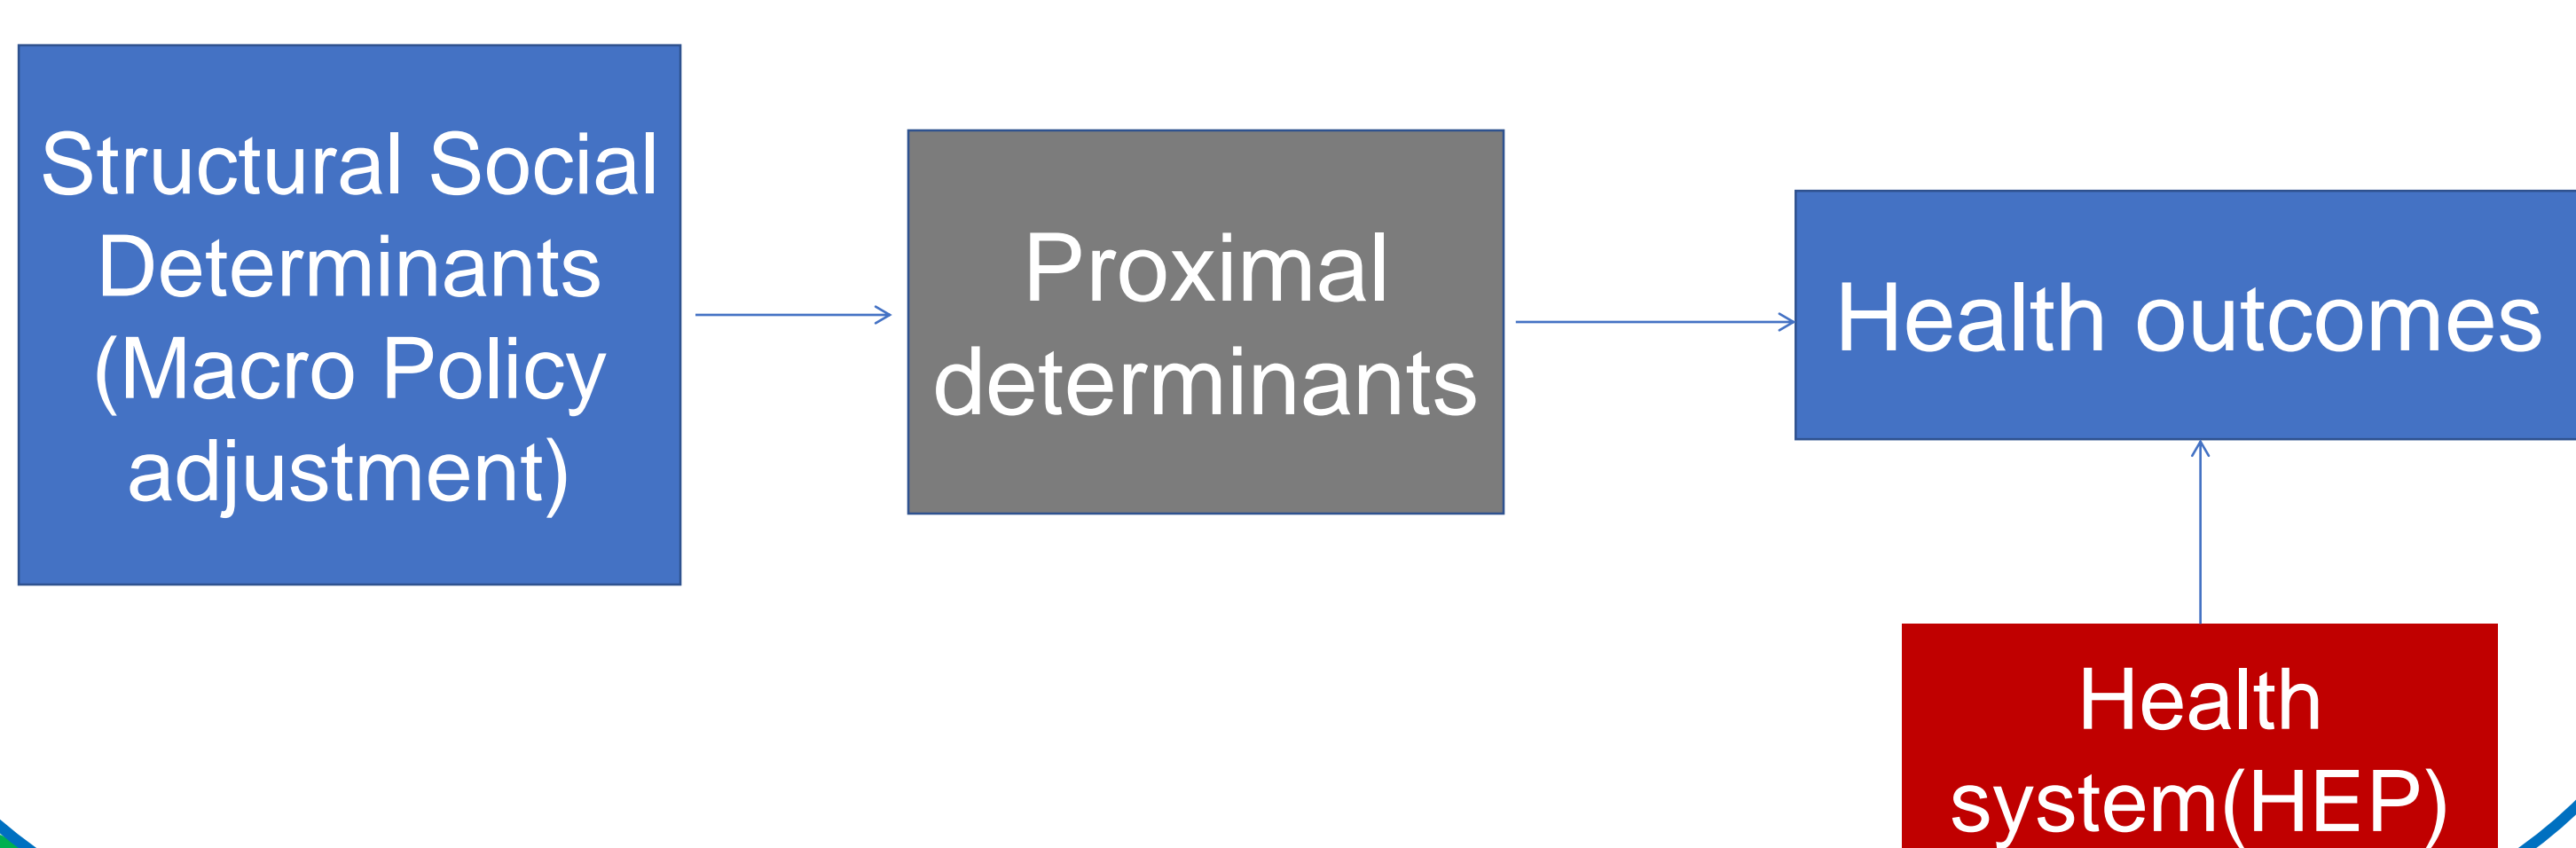 Structural Social
Determinants
(Macro Policy
adjustment)
Proximal
determinants
Health outcomes
Health
system(HEP)